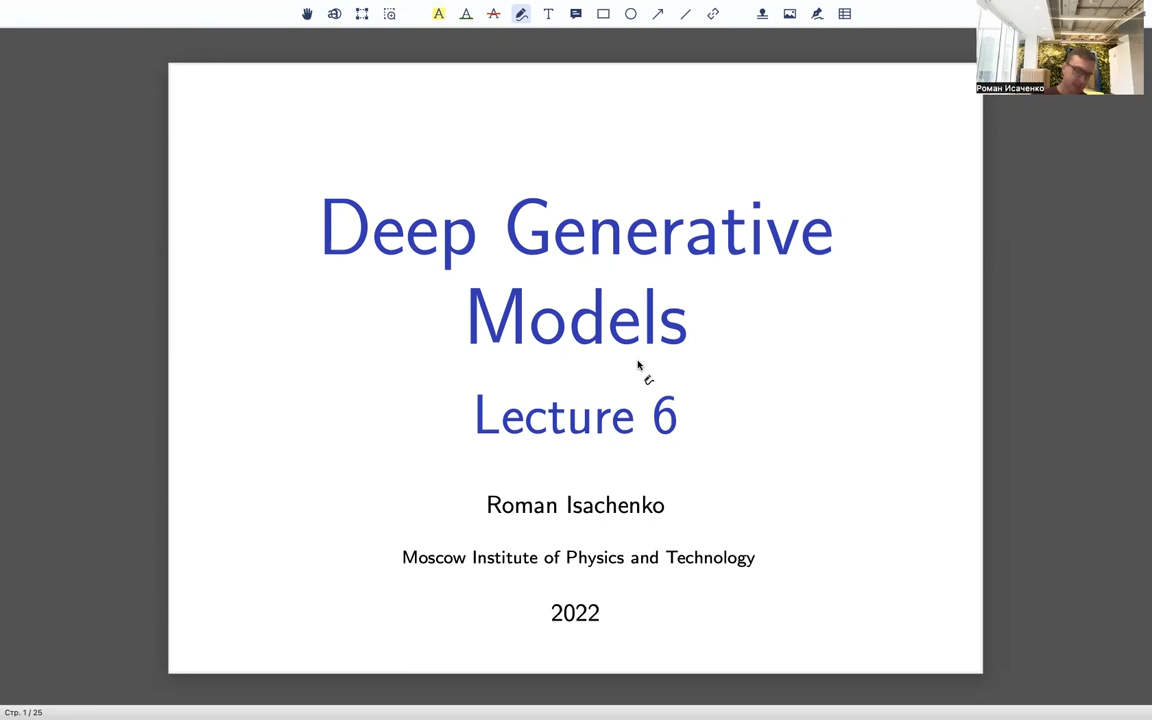 A A A T
Роман Исаченко
Deep Generative
Models
Lecture 6
Roman Isachenko
Moscow Institute of Physics and Technology
2022
Стр. 1 / 25